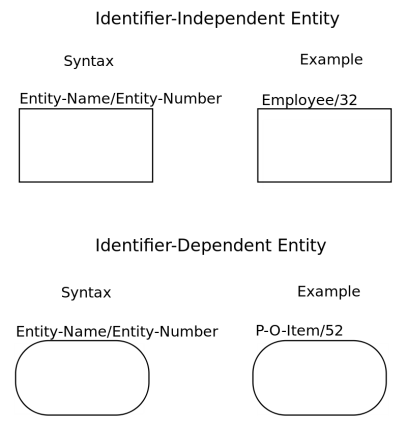 Identifier-Independent Entity
Syntax
Example
Entity-Name/Entity-Number
Employee/32
Identifier-Dependent Entity
Syntax
Example
Entity-Name/Entity-Number
P-O-Item/52